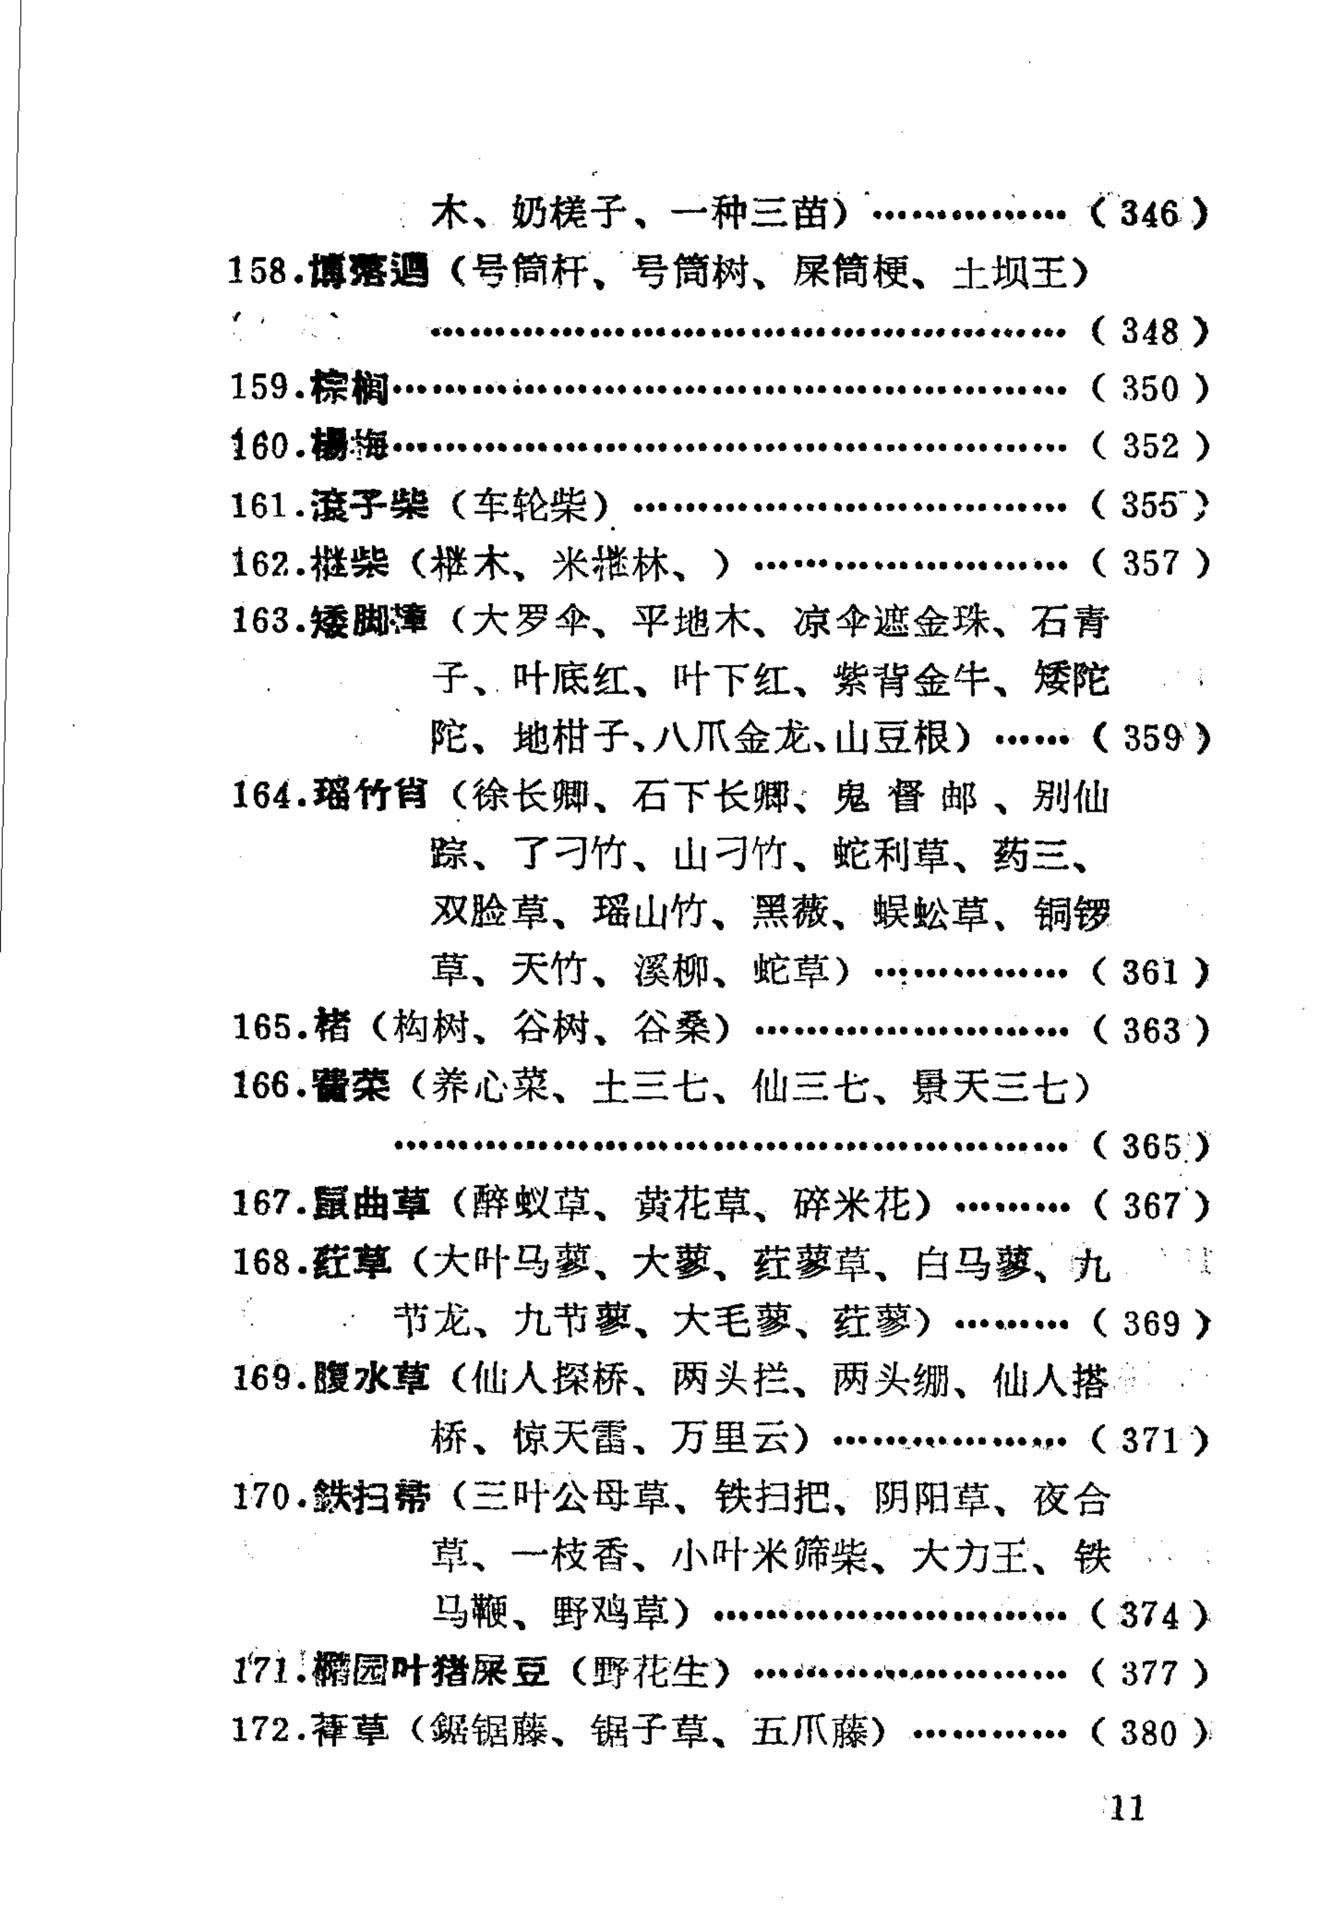 木、奶槎子、一种三苗）……………（346）
158.博落迴（号筒杆、号筒树、屎筒梗、土坝王）
………………………………………（348）
159.棕榈………………………………………（350）
160.楊梅………………………………………（352）
161.滾子柴（车轮柴）…………………………（355）
162.檵柴（檵木、米檵林、）…………………（357）
163.矮脚樟（大罗伞、平地木、凉伞遮金珠、石青
子、叶底红、叶下红、紫背金牛、矮陀
陀、地柑子、八爪金龙、山豆根）……（359）
164.瑶竹肖（徐长卿、石下长卿、鬼督邮、别仙
踪、了刁竹、山刁竹、蛇利草、药三、
双脸草、瑶山竹、黑薇、蜈蚣草、铜锣
草、天竹、溪柳、蛇草）……………（361）
165.楮（构树、谷树、谷桑）…………………（363）
166.费菜（养心菜、土三七、仙三七、景天三七）
…………………………………………（365）
167.鼠曲草（醉蚁草、黄花草、碎米花）………（367）
168.荭草（大叶马蓼、大蓼、荭蓼草、白马蓼、九
节龙、九节蓼、大毛蓼、荭蓼）………（369）
169.腹水草（仙人探桥、两头拦、两头绷、仙人搭
桥、惊天雷、万里云）………………（371）
170.鉄扫帚（三叶公母草、铁扫把、阴阳草、夜合
草、一枝香、小叶米筛柴、大力王、铁
马鞭、野鸡草）………………………（374）
171.橢园叶猪屎豆（野花生）…………………（377）
172.葎草（鋸锯藤、锯子草、五爪藤）…………（380）
11